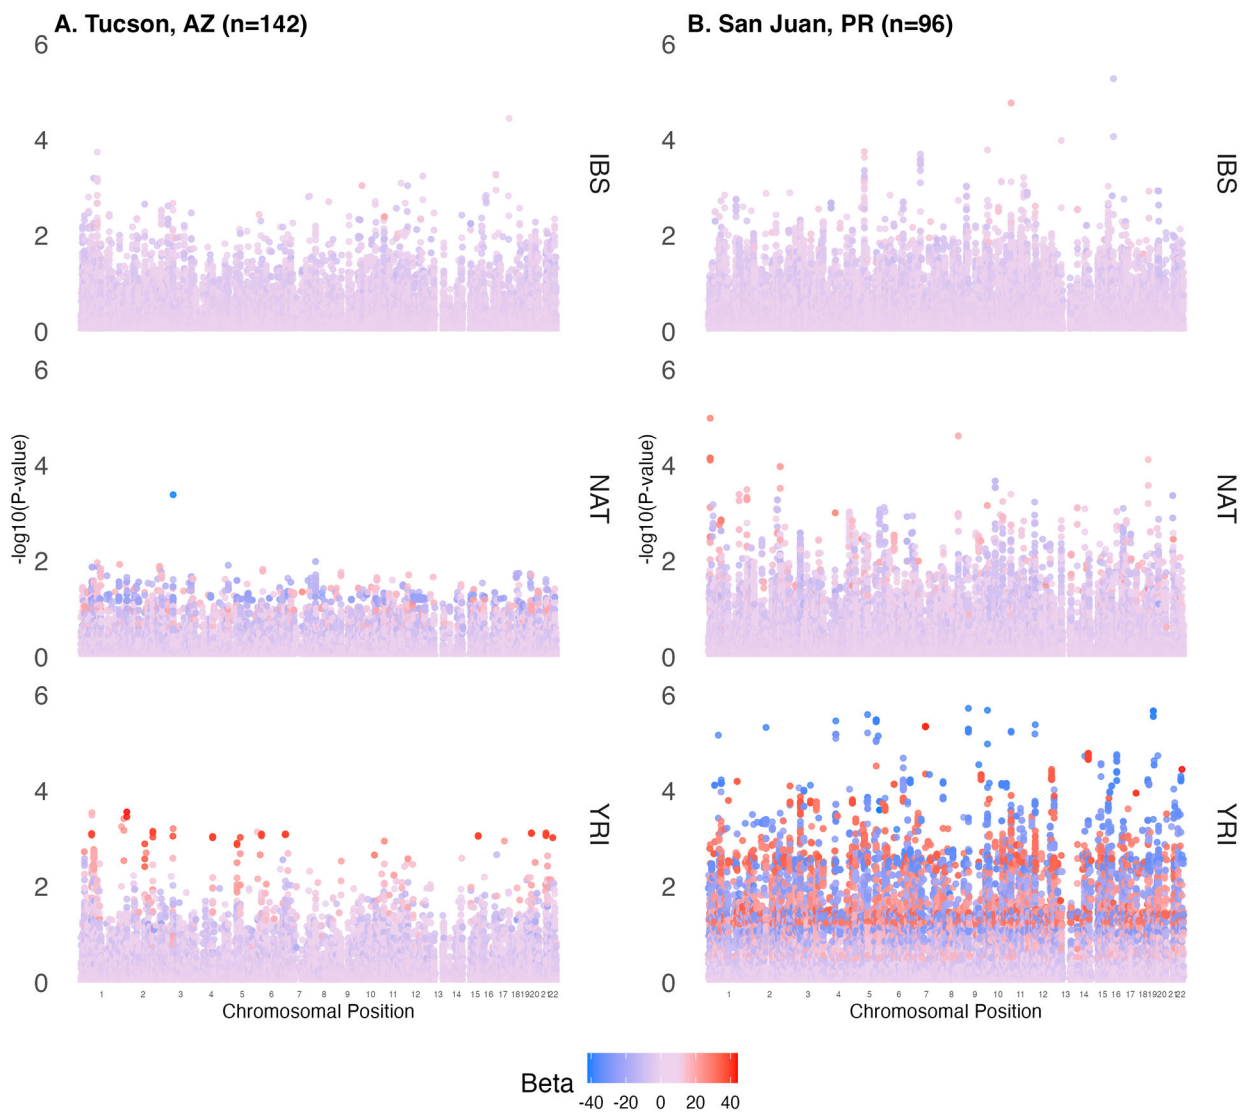 A. Tucson, AZ (n=142)
B. San Juan, PR (n=96)
6
4
2
0
IBS
6
4
2
0
IBS
-log10(P-value)
6
4
2
0
NAT
-log10(P-value)
6
4
2
0
NAT
6
4
2
0
YRI
6
4
2
0
YRI
1 2 3 4 5 6 7 8 9 10 11 12 13 14 15 16 17 18 19 20 21 22
1 2 3 4 5 6 7 8 9 10 11 12 13 14 15 16 17 18 19 20 21 22
Chromosomal Position
Chromosomal Position
Beta
-40 -20 0 20 40